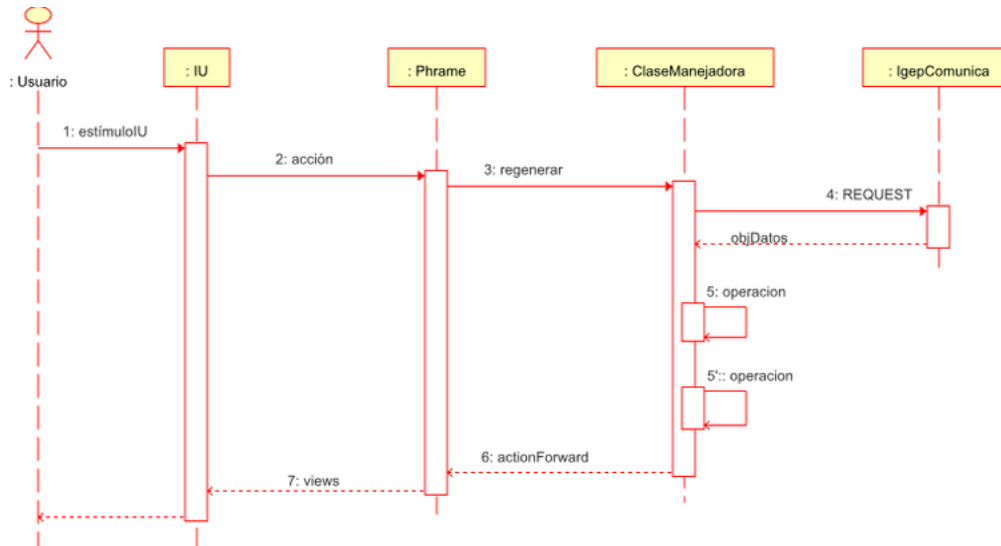 : Usuario
: IU
: Phrame
: ClaseManejadora
: IgepComunica
1: estímuloIU
2: acción
3: regenerar
4: REQUEST
objDatos
5: operacion
5':: operacion
6: actionForward
7: views